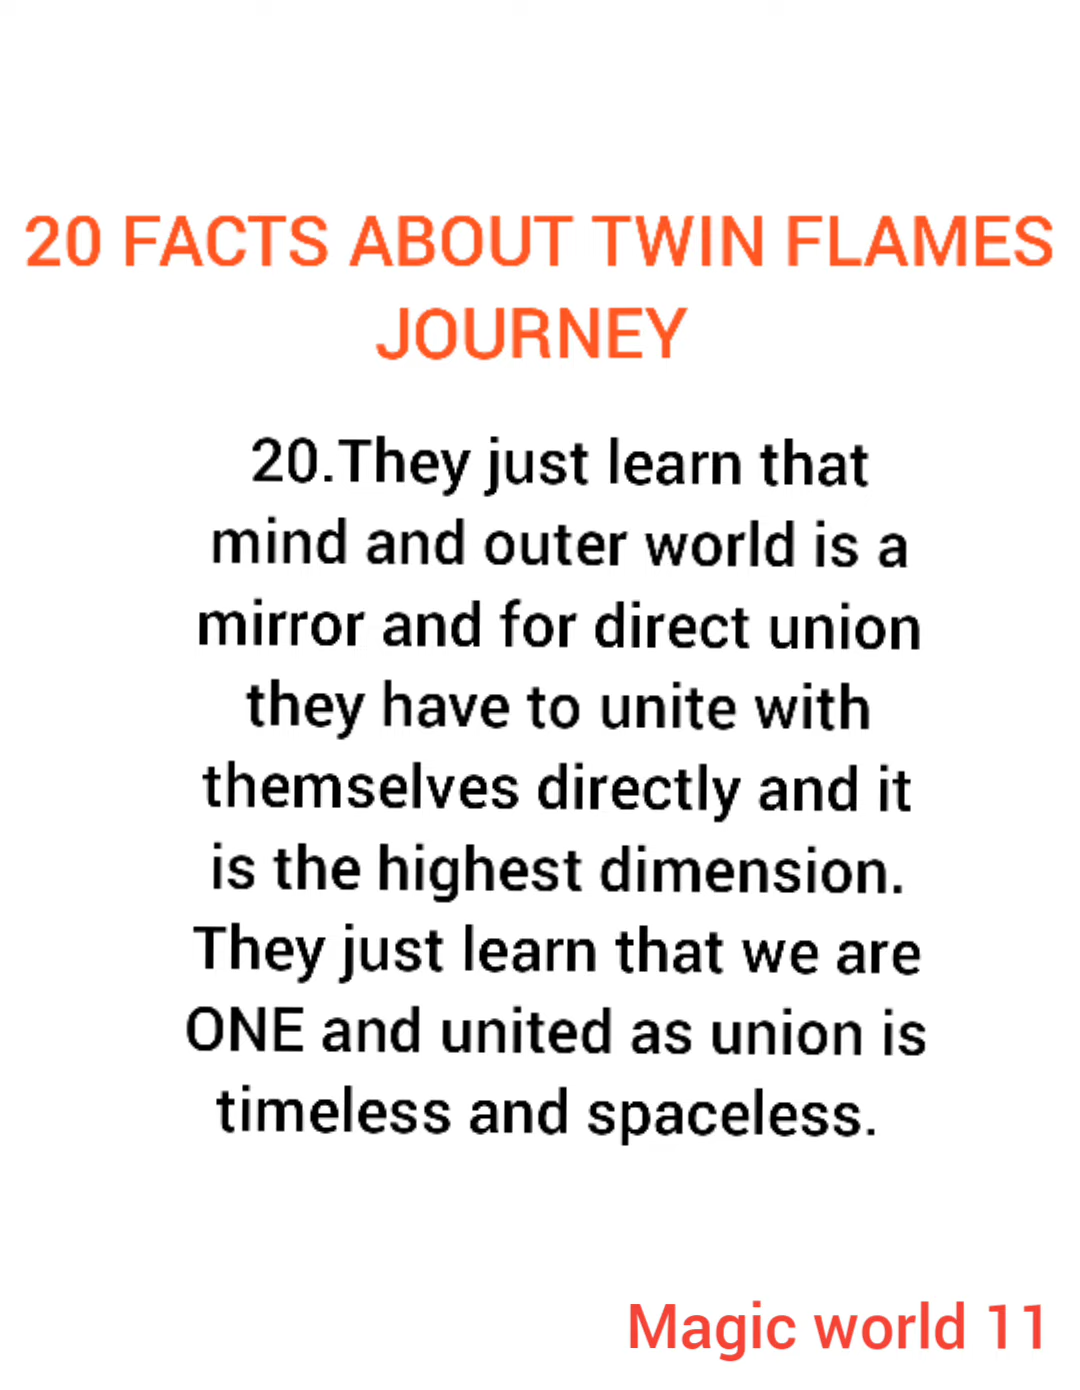 20 FACTS ABOUT TWIN FLAMES
JOURNEY
20.They just learn that
mind and outer world is a
mirror and for direct union
they have to unite with
themselves directly and it
is the highest dimension.
They just learn that we are
ONE and united as union is
timeless and spaceless.
Magic world 11